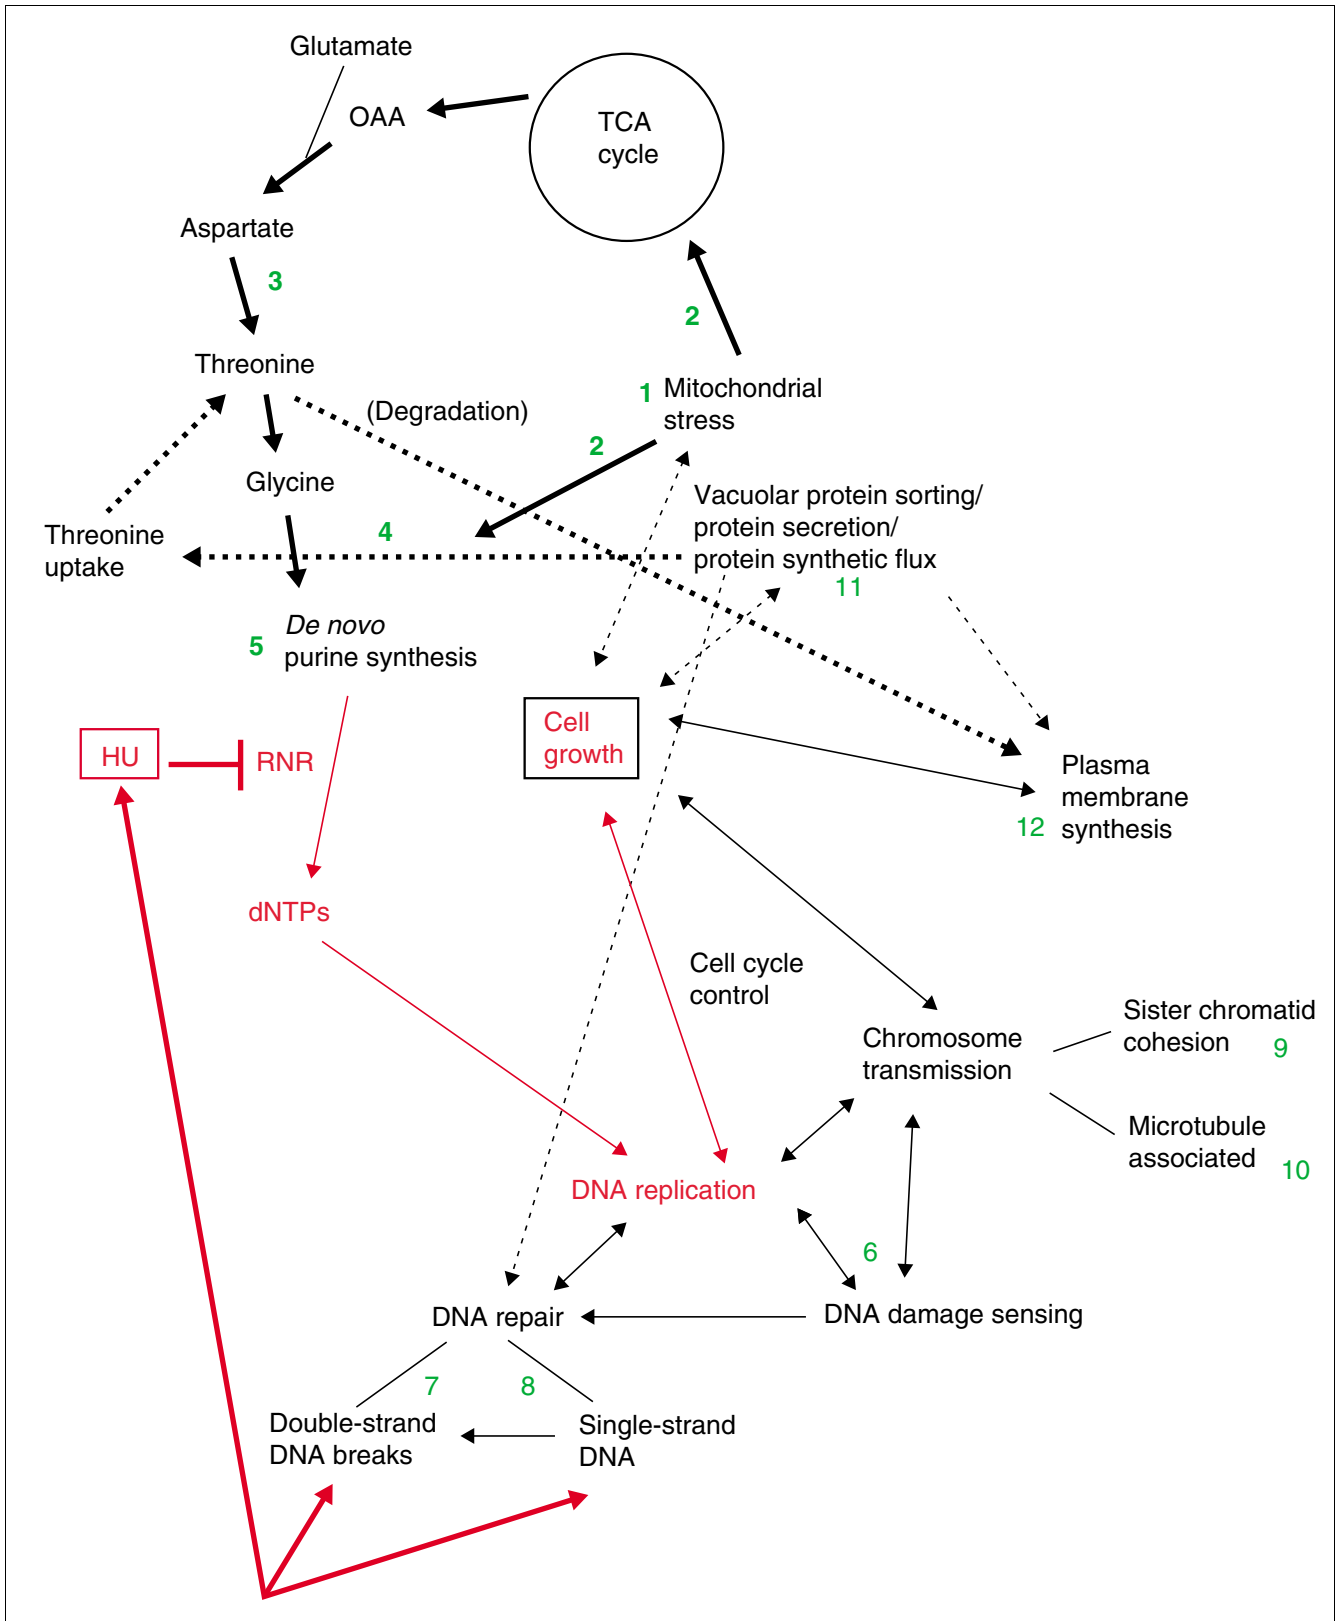 Glutamate
OAA
TCA
cycle
Aspartate
3
2
Threonine
1
Mitochondrial
stress
(Degradation)
2
Glycine
Vacuolar protein sorting/
protein secretion/
protein synthetic flux
11
Threonine
uptake
4
5
De novo
purine synthesis
Cell
growth
HU
RNR
Plasma
membrane
synthesis
12
dNTPs
Cell cycle
control
Chromosome
transmission
Sister chromatid
cohesion
9
Microtubule
associated
10
DNA replication
6
DNA repair
DNA damage sensing
7
8
Double-strand
DNA breaks
Single-strand
DNA